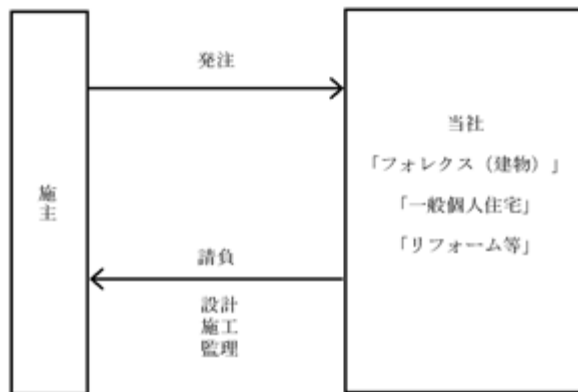 発注
当社
「フォレクス（建物）」
「一般個人住宅」
「リフォーム等」
施主
請負
設計
施工
監理